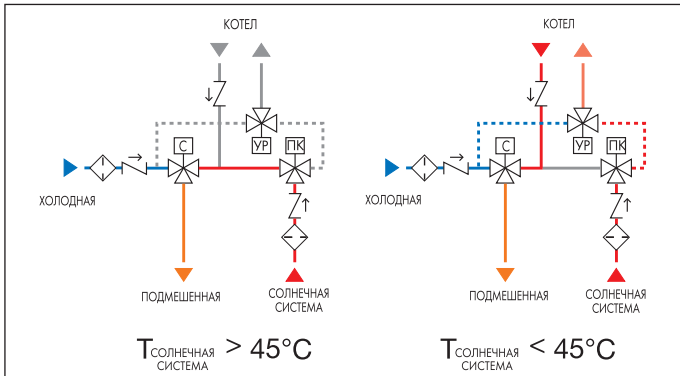 КОТЕЛ
С
УР
ПК
ХОЛОДНАЯ
ПОДМЕШЕННАЯ
СОЛНЕЧНАЯ
СИСТЕМА
TСОЛНЕЧНАЯ СИСТЕМА > 45°C
КОТЕЛ
С
УР
ПК
ХОЛОДНАЯ
ПОДМЕШЕННАЯ
СОЛНЕЧНАЯ
СИСТЕМА
TСОЛНЕЧНАЯ СИСТЕМА < 45°C